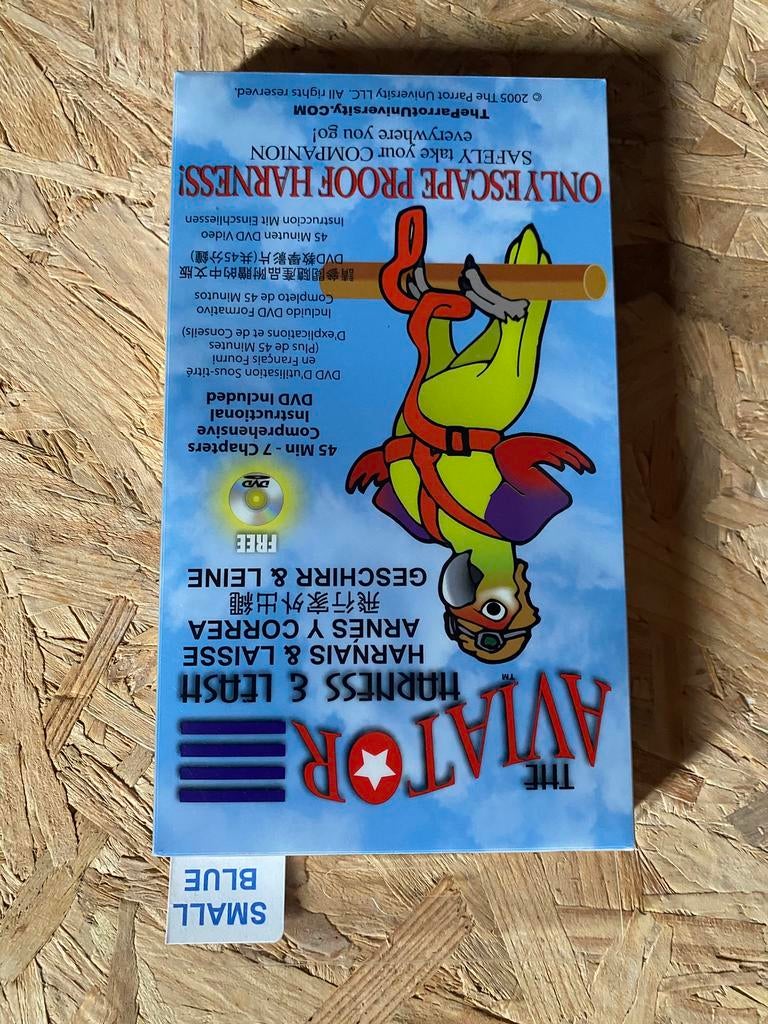 SMALL
BLUE
THE
AVIATOR™
HARNESS & LEASH
HARNAIS & LAISSE
ARNÉS Y CORREA
飛行家外出繩
GESCHIRR & LEINE
FREE
DVD
45 Min - 7 Chapters
Comprehensive
Instructional
DVD Included
DVD D'utilisation Sous-titré
en Français Fourni
(Plus de 45 Minutes
D'explications et de Conseils)
Incluido DVD Formativo
Completo de 45 Minutos
請參閱隨產品附贈的中文版
DVD教學影片(共45分鐘)
45 Minuten DVD Video
Instruccion Mit Einschliessen
ONLY ESCAPE PROOF HARNESS!
SAFELY take your COMPANION
everywhere you go!
TheParrotUniversity.COM
© 2005 The Parrot University LLC. All rights reserved.